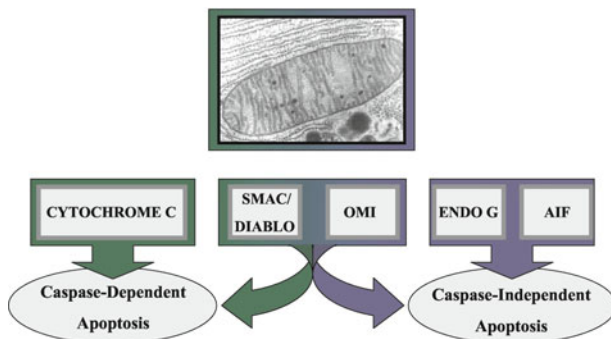 CYTOCHROME C
SMAC/
DIABLO
OMI
ENDO G
AIF
Caspase-Dependent
Apoptosis
Caspase-Independent
Apoptosis